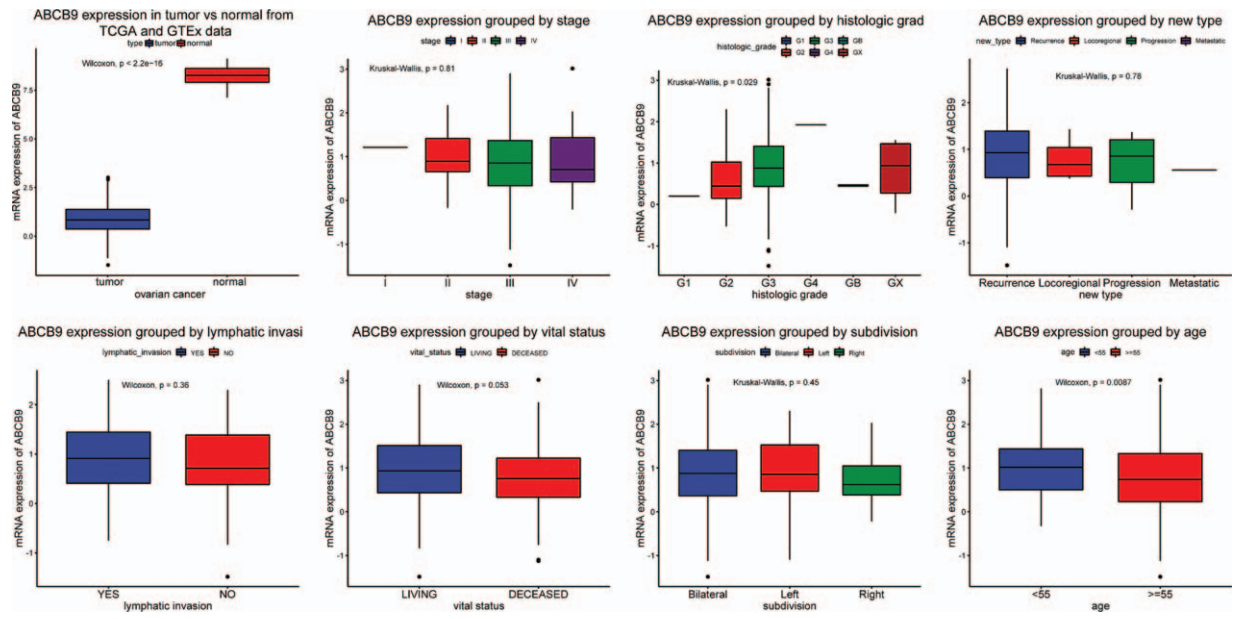 ABCB9 expression in tumor vs normal from
TCGA and GTEx data
type tumor normal
Wilcoxon, p < 2.2e−16
mRNA expression of ABCB9
7.5
5.0
2.5
0.0
tumor normal
ovarian cancer
ABCB9 expression grouped by stage
stage I II III IV
Kruskal-Wallis, p = 0.81
mRNA expression of ABCB9
3
2
1
0
-1
I II III IV
stage
ABCB9 expression grouped by histologic grad
histologic_grade G1 G3 GB
G2 G4 GX
Kruskal-Wallis, p = 0.029
mRNA expression of ABCB9
3
2
1
0
-1
G1 G2 G3 G4 GB GX
histologic grade
ABCB9 expression grouped by new type
new_type Recurrence Locoregional Progression Metastatic
Kruskal-Wallis, p = 0.78
mRNA expression of ABCB9
2
1
0
-1
Recurrence Locoregional Progression Metastatic
new type
ABCB9 expression grouped by lymphatic invasi
lymphatic_invasion YES NO
Wilcoxon, p = 0.36
mRNA expression of ABCB9
2
1
0
-1
YES NO
lymphatic invasion
ABCB9 expression grouped by vital status
vital_status LIVING DECEASED
Wilcoxon, p = 0.053
mRNA expression of ABCB9
3
2
1
0
-1
LIVING DECEASED
vital status
ABCB9 expression grouped by subdivision
subdivision Bilateral Left Right
Kruskal-Wallis, p = 0.45
mRNA expression of ABCB9
3
2
1
0
-1
Bilateral Left Right
subdivision
ABCB9 expression grouped by age
age <55 >=55
Wilcoxon, p = 0.0087
mRNA expression of ABCB9
3
2
1
0
-1
<55 >=55
age